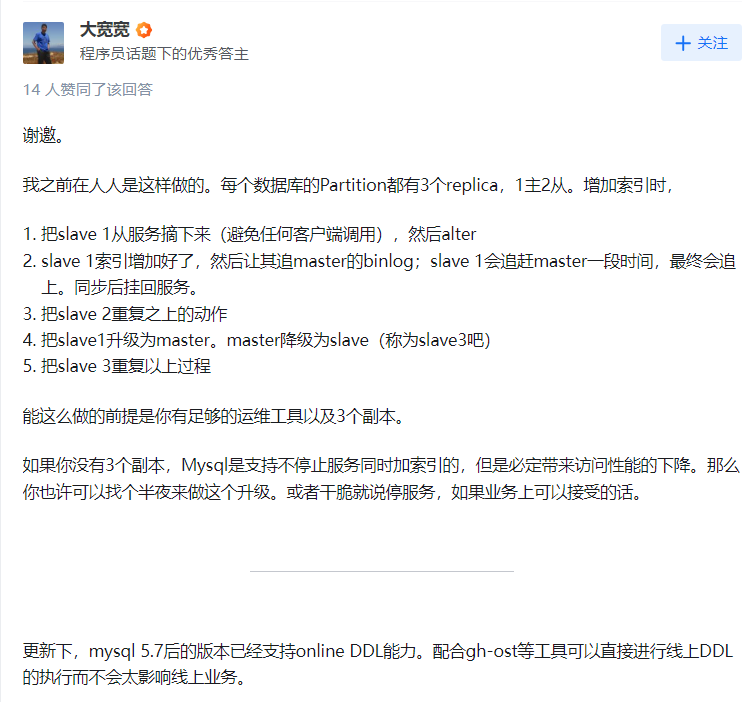 大宽宽
程序员话题下的优秀答主
+ 关注
14 人赞同了该回答
谢邀。
我之前在人人是这样做的。每个数据库的Partition都有3个replica，1主2从。增加索引时，
1. 把slave 1从服务摘下来（避免任何客户端调用），然后alter
2. slave 1索引增加好了，然后让其追master的binlog；slave 1会追赶master一段时间，最终会追
上。同步后挂回服务。
3. 把slave 2重复之上的动作
4. 把slave1升级为master。master降级为slave（称为slave3吧）
5. 把slave 3重复以上过程
能这么做的前提是你有足够的运维工具以及3个副本。
如果你没有3个副本，Mysql是支持不停止服务同时加索引的，但是必定带来访问性能的下降。那么
你也许可以找个半夜来做这个升级。或者干脆就说停服务，如果业务上可以接受的话。
更新下，mysql 5.7后的版本已经支持online DDL能力。配合gh-ost等工具可以直接进行线上DDL
的执行而不会太影响线上业务。